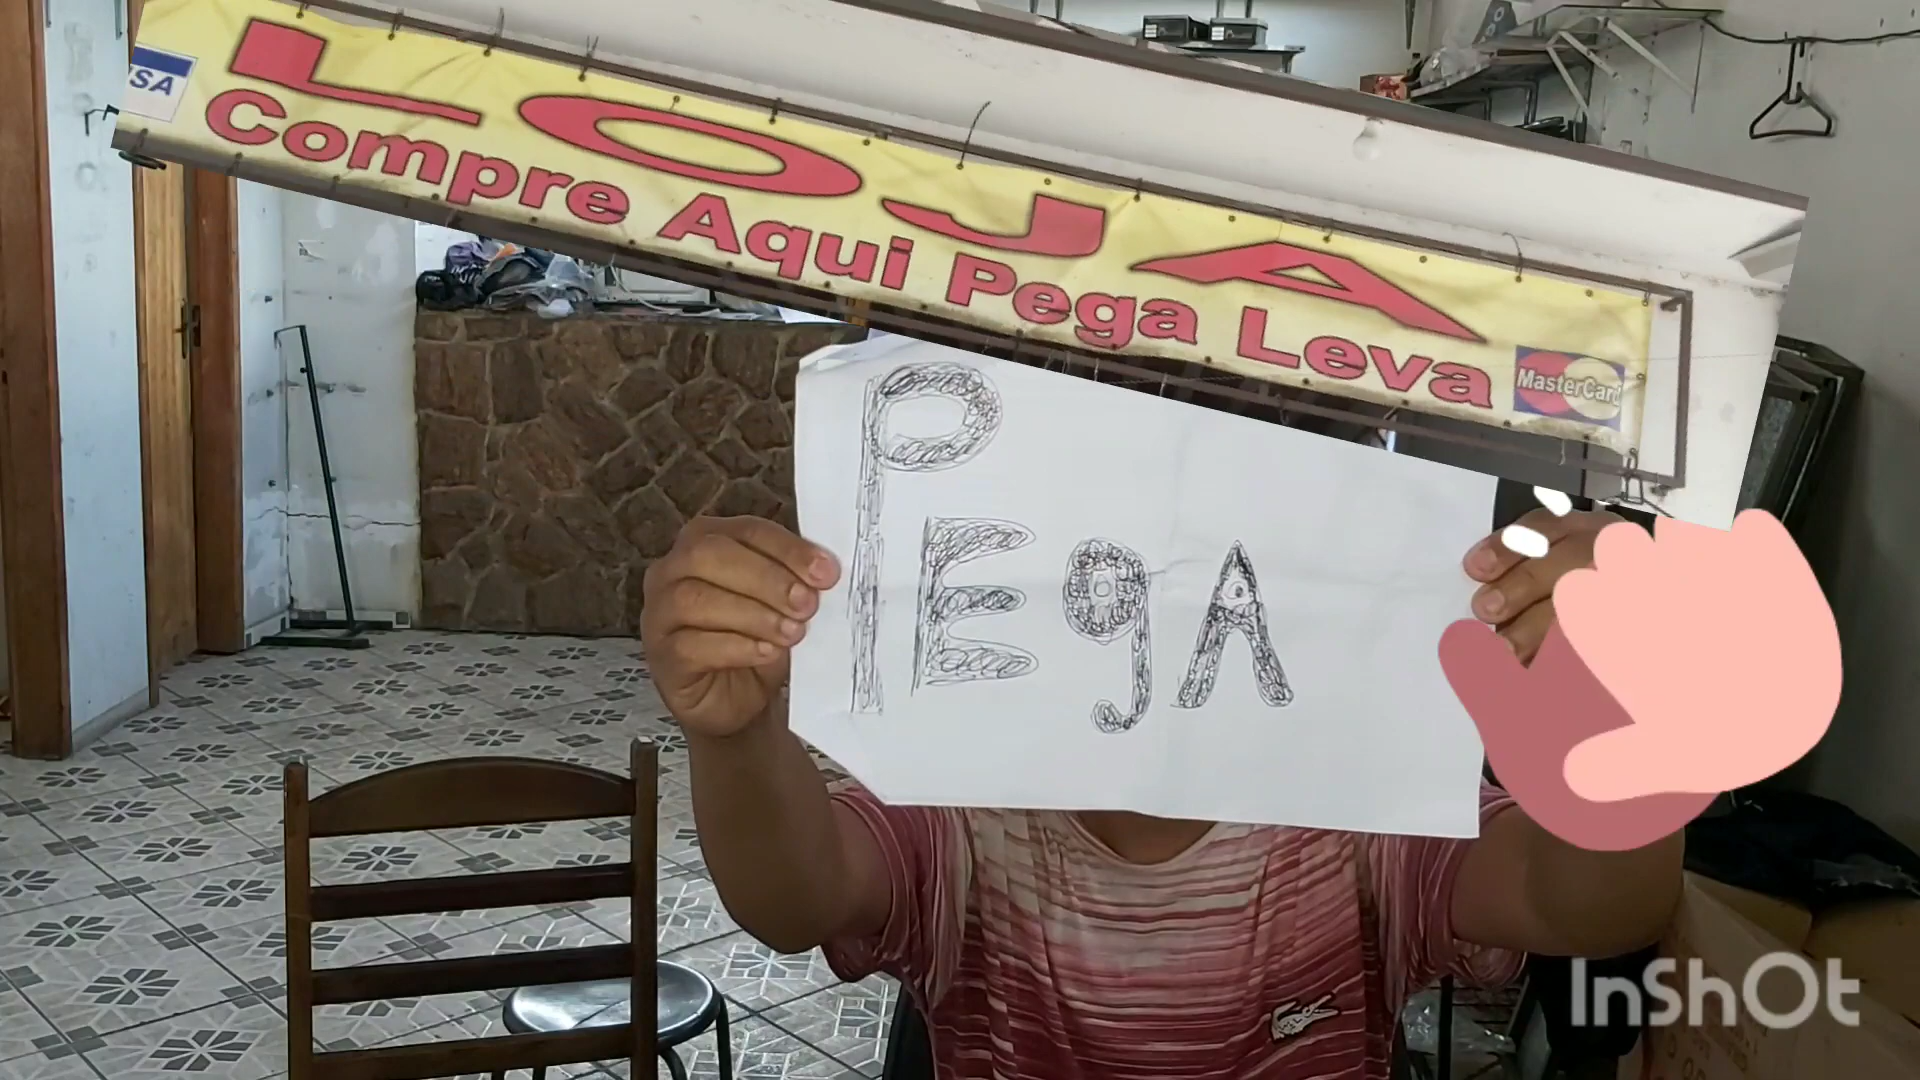 LOJA
VISA
Compre Aqui Pega Leva
MasterCard
PEgA
InShOt